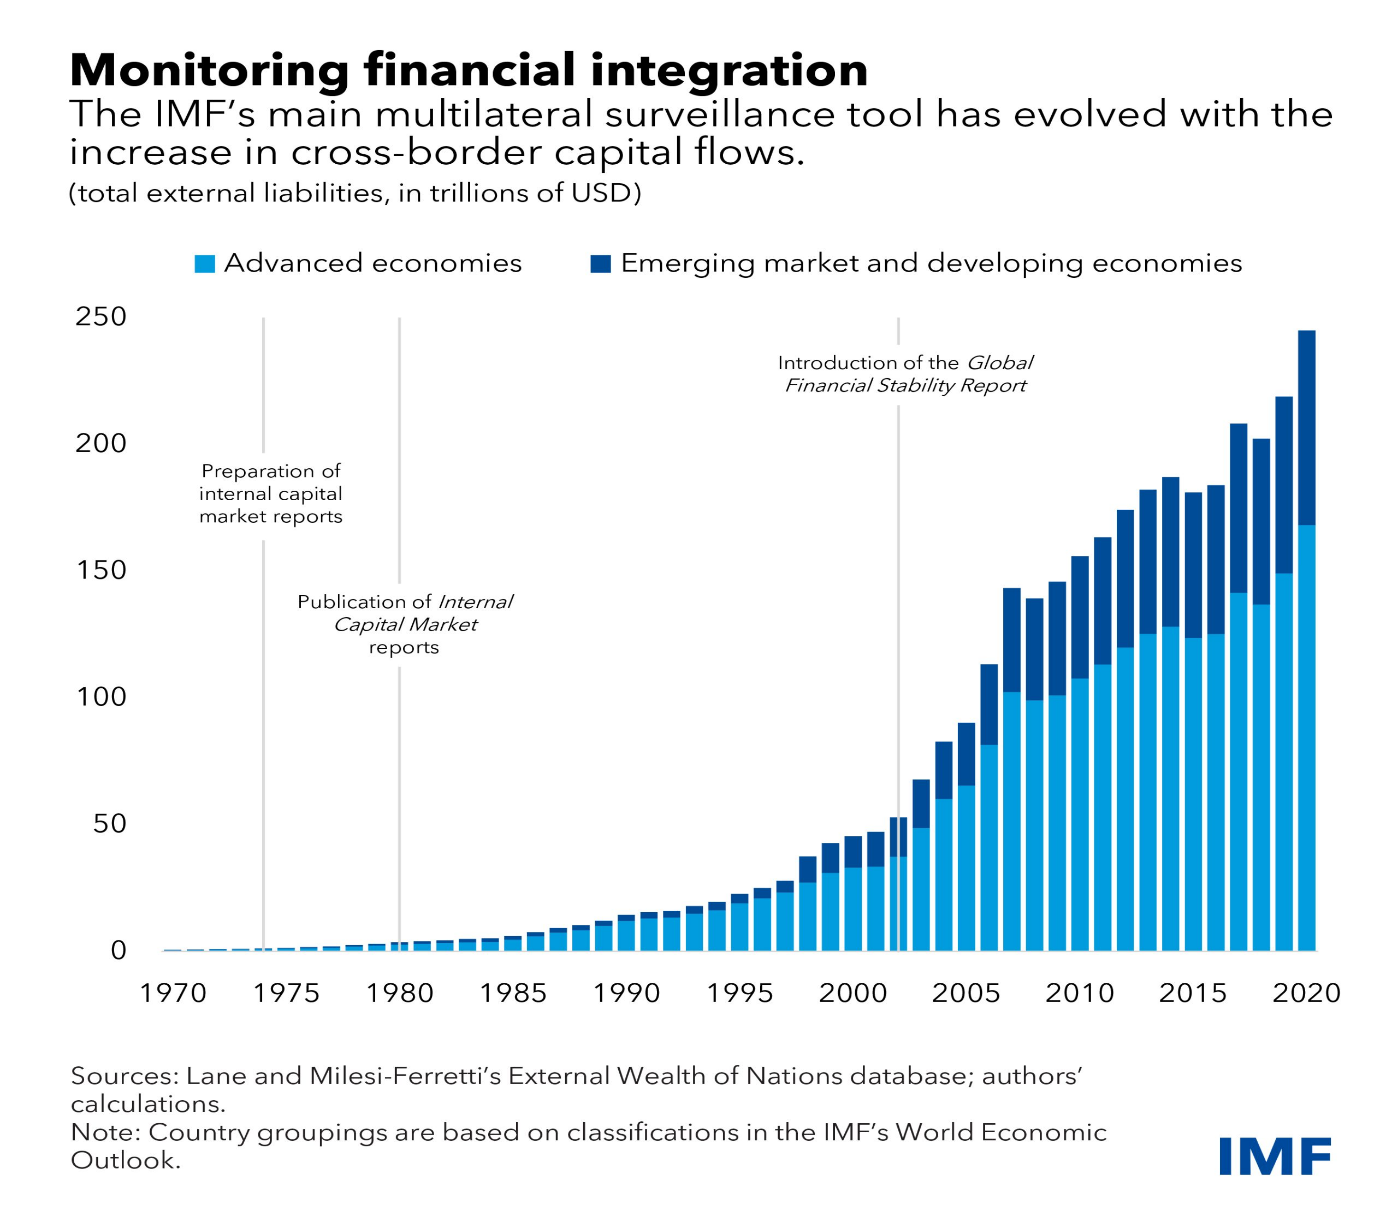 Monitoring financial integration
The IMF's main multilateral surveillance tool has evolved with the
increase in cross-border capital flows.
(total external liabilities, in trillions of USD)
Advanced economies
Emerging market and developing economies
250
200
150
100
50
0
Preparation of
internal capital
market reports
Publication of Internal
Capital Market
reports
Introduction of the Global
Financial Stability Report
1970 1975 1980 1985 1990 1995 2000 2005 2010 2015 2020
Sources: Lane and Milesi-Ferretti's External Wealth of Nations database; authors'
calculations.
Note: Country groupings are based on classifications in the IMF's World Economic
Outlook.
IMF